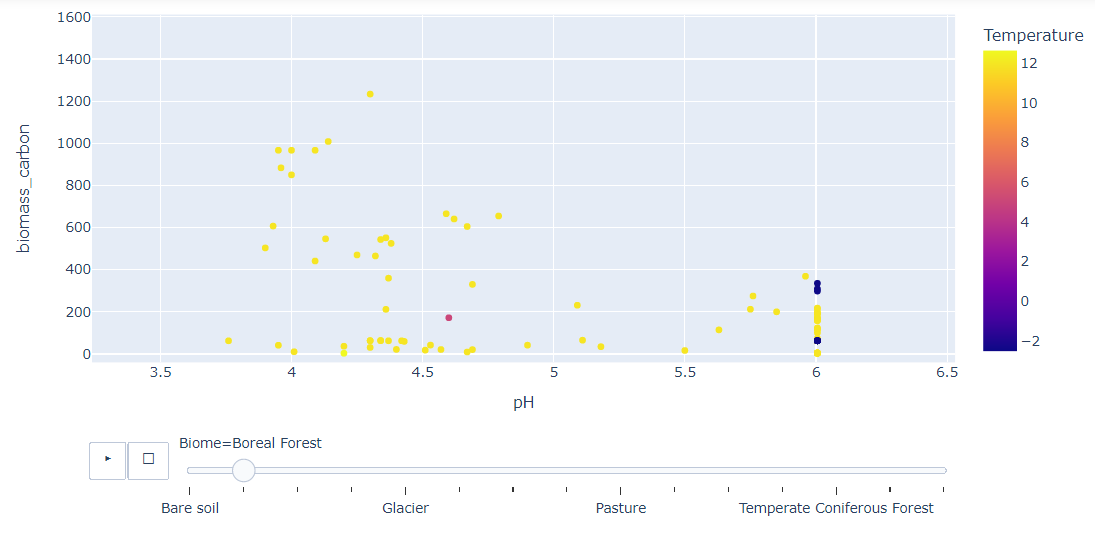 1600
1400
1200
1000
800
600
400
200
0
biomass_carbon
3.5 4 4.5 5 5.5 6 6.5
pH
Temperature
12
10
8
6
4
2
0
−2
Biome=Boreal Forest
Bare soil Glacier Pasture Temperate Coniferous Forest